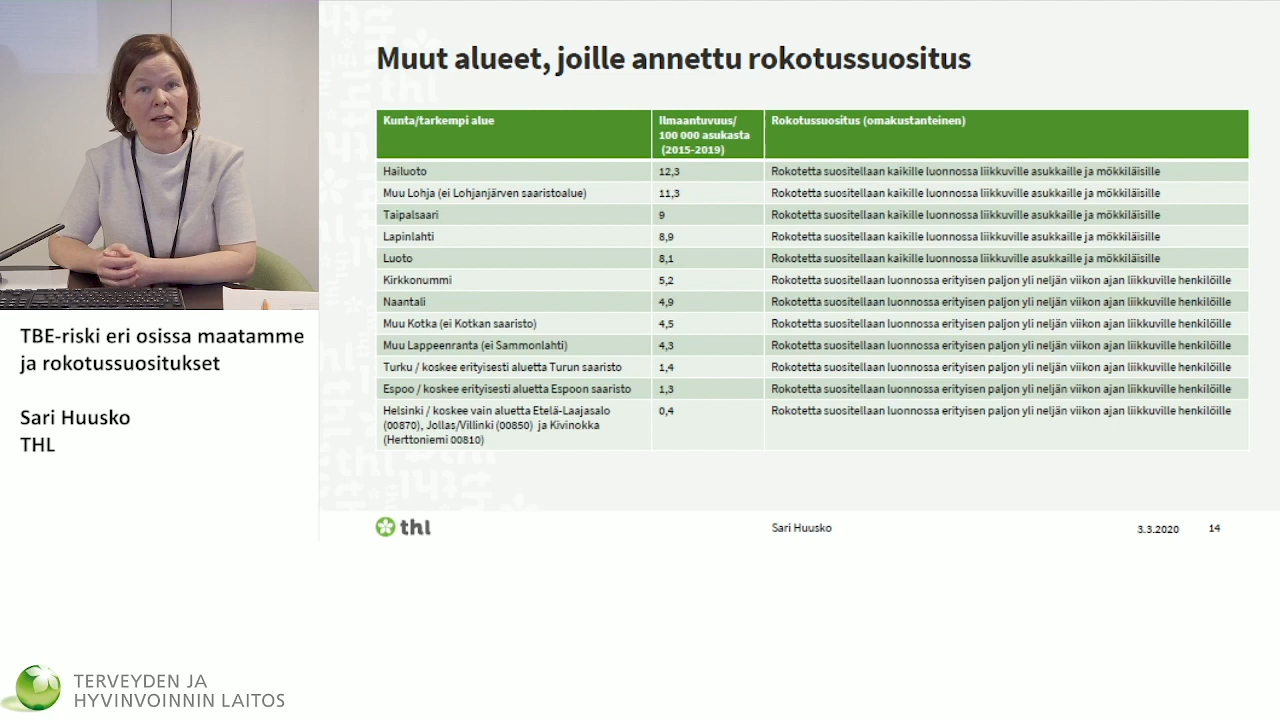 Muut alueet, joille annettu rokotussuositus
Kunta/tarkempi alue
Ilmaantuvuus/
100 000 asukasta
(2015-2019)
Rokotussuositus (omakustanteinen)
Hailuoto 12,3 Rokotetta suositellaan kaikille luonnossa liikkuville asukkaille ja mökkiläisille
Muu Lohja (ei Lohjanjärven saaristoalue) 11,3 Rokotetta suositellaan kaikille luonnossa liikkuville asukkaille ja mökkiläisille
Taipalsaari 9 Rokotetta suositellaan kaikille luonnossa liikkuville asukkaille ja mökkiläisille
Lapinlahti 8,9 Rokotetta suositellaan kaikille luonnossa liikkuville asukkaille ja mökkiläisille
Luoto 8,1 Rokotetta suositellaan kaikille luonnossa liikkuville asukkaille ja mökkiläisille
Kirkkonummi 5,2 Rokotetta suositellaan luonnossa erityisen paljon yli neljän viikon ajan liikkuville henkilöille
Naantali 4,9 Rokotetta suositellaan luonnossa erityisen paljon yli neljän viikon ajan liikkuville henkilöille
Muu Kotka (ei Kotkan saaristo) 4,5 Rokotetta suositellaan luonnossa erityisen paljon yli neljän viikon ajan liikkuville henkilöille
Muu Lappeenranta (ei Sammonlahti) 4,3 Rokotetta suositellaan luonnossa erityisen paljon yli neljän viikon ajan liikkuville henkilöille
Turku / koskee erityisesti aluetta Turun saaristo 1,4 Rokotetta suositellaan luonnossa erityisen paljon yli neljän viikon ajan liikkuville henkilöille
Espoo / koskee erityisesti aluetta Espoon saaristo 1,3 Rokotetta suositellaan luonnossa erityisen paljon yli neljän viikon ajan liikkuville henkilöille
Helsinki / koskee vain aluetta Etelä-Laajasalo 0,4 Rokotetta suositellaan luonnossa erityisen paljon yli neljän viikon ajan liikkuville henkilöille
(00870), Jollas/Villinki (00850) ja Kivinokka
(Herttoniemi 00810)
thl
Sari Huusko
3.3.2020
14
TBE-riski eri osissa maatamme
ja rokotussuositukset
Sari Huusko
THL
TERVEYDEN JA
HYVINVOINNIN LAITOS